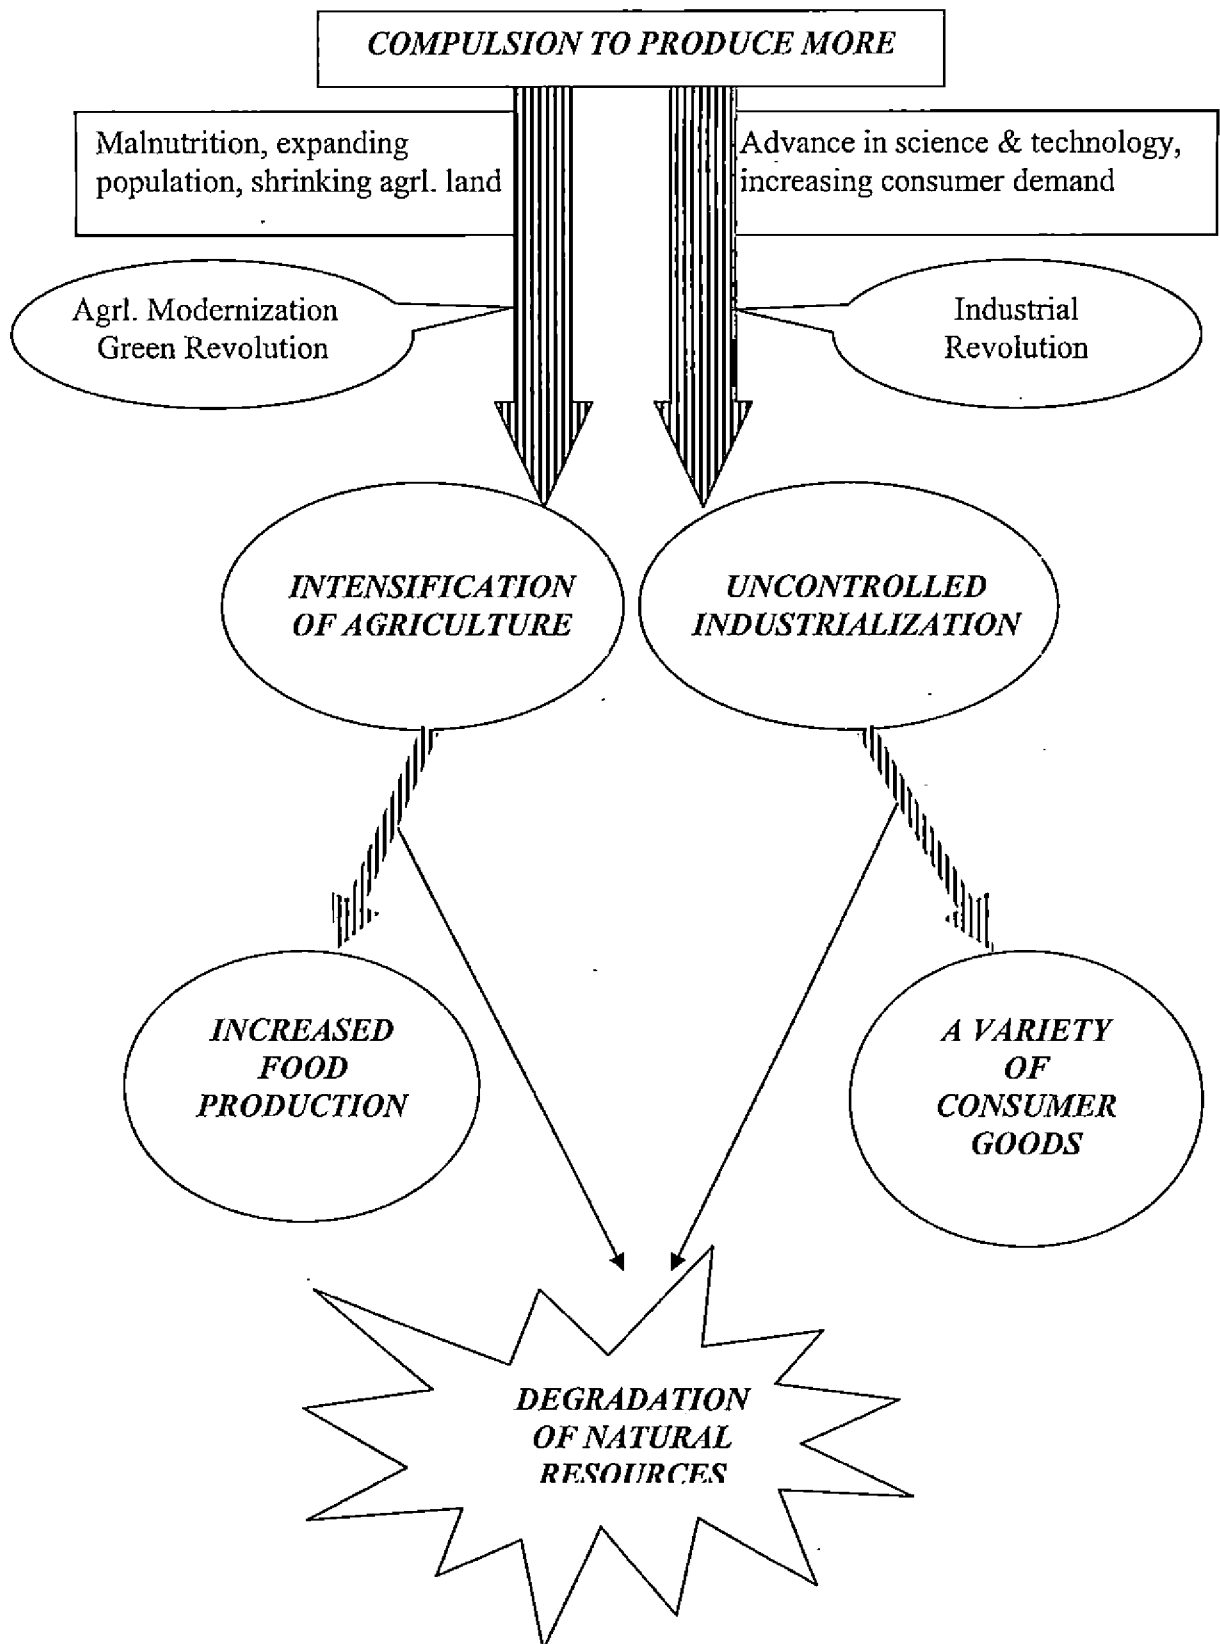 COMPULSION TO PRODUCE MORE
Malnutrition, expanding
population, shrinking agrl. land
Advance in science & technology,
increasing consumer demand
Agrl. Modernization
Green Revolution
Industrial
Revolution
INTENSIFICATION
OF AGRICULTURE
UNCONTROLLED
INDUSTRIALIZATION
INCREASED
FOOD
PRODUCTION
A VARIETY
OF
CONSUMER
GOODS
DEGRADATION
OF NATURAL
RESOURCES